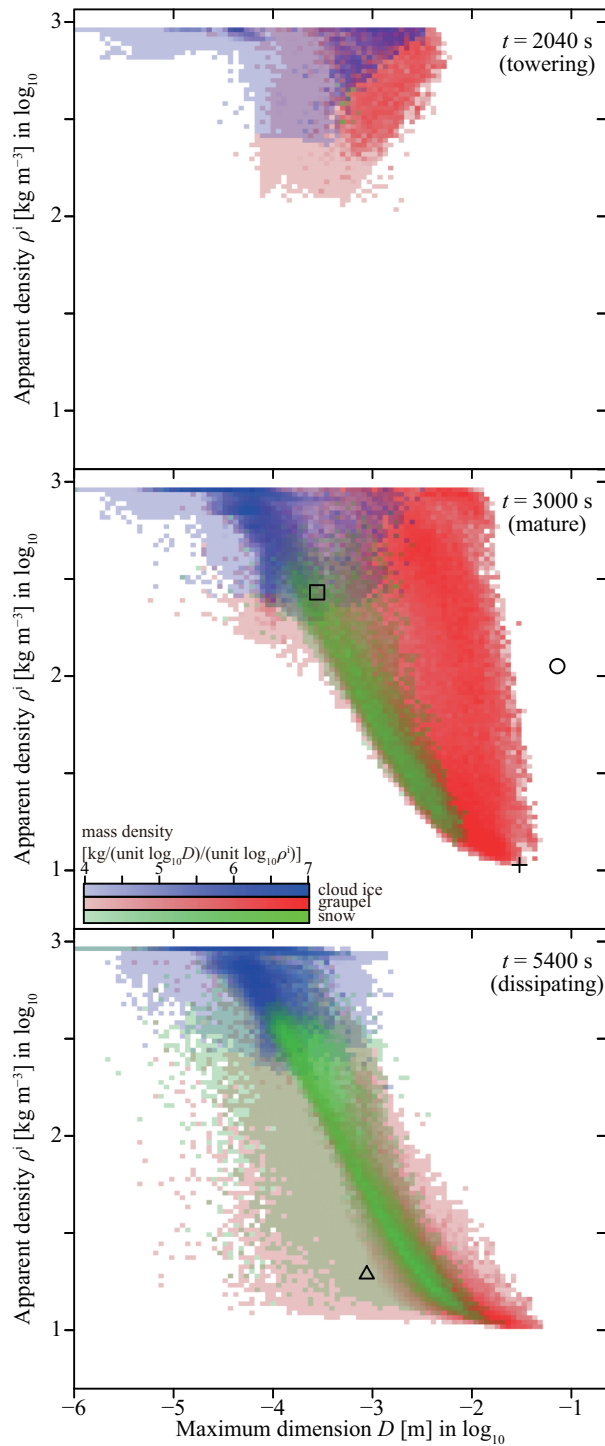 3
t = 2040 s
(towering)
Apparent density ρⁱ [kg m⁻³] in log₁₀
2
1
3
t = 3000 s
(mature)
Apparent density ρⁱ [kg m⁻³] in log₁₀
2
mass density
[kg/(unit log₁₀D)/(unit log₁₀ρⁱ)]
4 5 6 7
1
cloud ice
graupel
snow
3
t = 5400 s
(dissipating)
Apparent density ρⁱ [kg m⁻³] in log₁₀
2
1
−6 −5 −4 −3 −2 −1
Maximum dimension D [m] in log₁₀